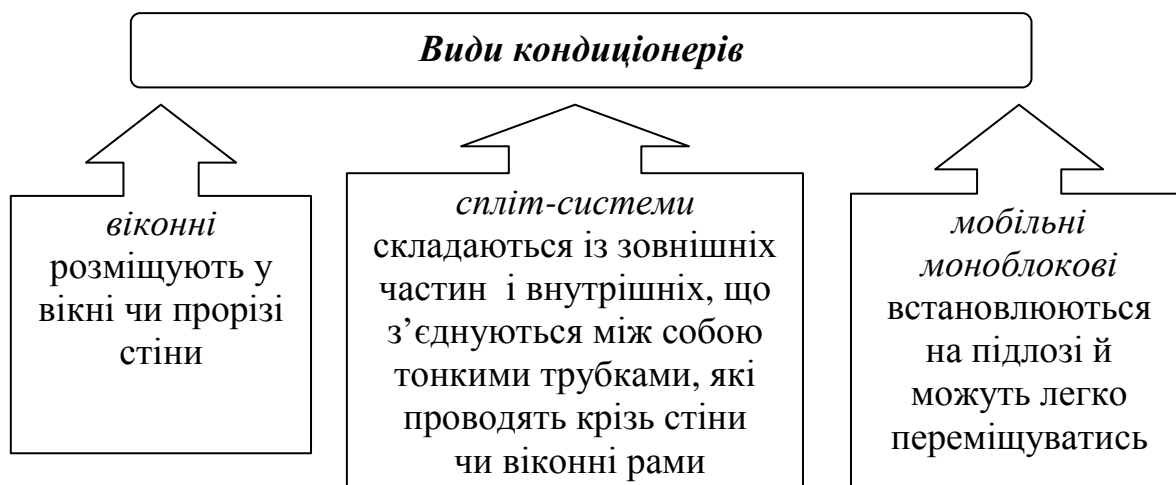 Види кондиціонерів
віконні
розміщують у
вікні чи прорізі
стіни
спліт-системи
складаються із зовнішніх
частин і внутрішніх, що
з’єднуються між собою
тонкими трубками, які
проводять крізь стіни
чи віконні рами
мобільні
моноблокові
встановлюються
на підлозі й
можуть легко
переміщуватись